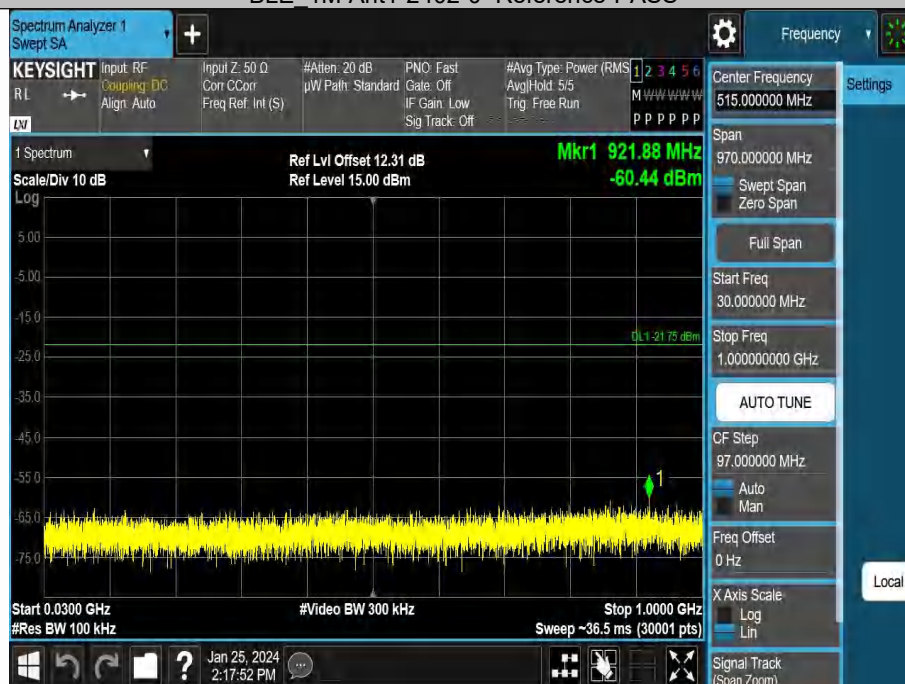 Spectrum Analyzer 1
Swept SA
Frequency
KEYSIGHT
RL
LXI
Input: RF
Coupling: DC
Align: Auto
Input Z: 50 Ω
Corr CCorr
Freq Ref: Int (S)
#Atten: 20 dB
µW Path: Standard
PNO: Fast
Gate: Off
IF Gain: Low
Sig Track: Off
#Avg Type: Power (RMS
Avg|Hold: 5/5
Trig: Free Run
1 2 3 4 5 6
M W W W W W
P P P P P P
1 Spectrum
Scale/Div 10 dB
Log
Ref Lvl Offset 12.31 dB
Ref Level 15.00 dBm
Mkr1 921.88 MHz
-60.44 dBm
5.00
-5.00
-15.0
DL1 -21.75 dBm
-25.0
-35.0
-45.0
-55.0
1
-65.0
-75.0
Start 0.0300 GHz
#Res BW 100 kHz
#Video BW 300 kHz
Stop 1.0000 GHz
Sweep ~36.5 ms (30001 pts)
?
Jan 25, 2024
2:17:52 PM
Center Frequency
515.000000 MHz
Settings
Span
970.000000 MHz
Swept Span
Zero Span
Full Span
Start Freq
30.000000 MHz
Stop Freq
1.000000000 GHz
AUTO TUNE
CF Step
97.000000 MHz
Auto
Man
Freq Offset
0 Hz
Local
X Axis Scale
Log
Lin
Signal Track
(Span Zoom)